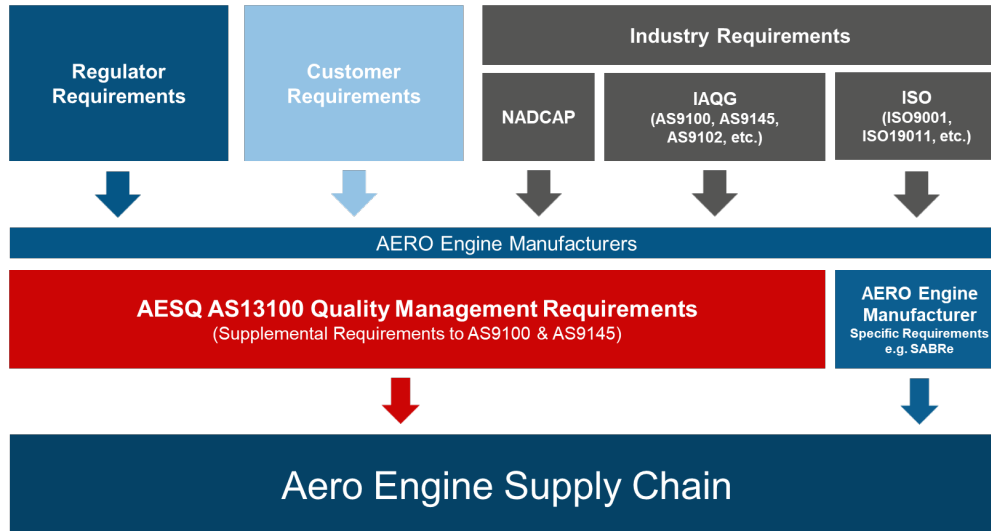 Regulator
Requirements
Customer
Requirements
Industry Requirements
NADCAP
IAQG
(AS9100, AS9145,
AS9102, etc.)
ISO
(ISO9001,
ISO19011, etc.)
AERO Engine Manufacturers
AESQ AS13100 Quality Management Requirements
(Supplemental Requirements to AS9100 & AS9145)
AERO Engine
Manufacturer
Specific Requirements
e.g. SABRe
Aero Engine Supply Chain